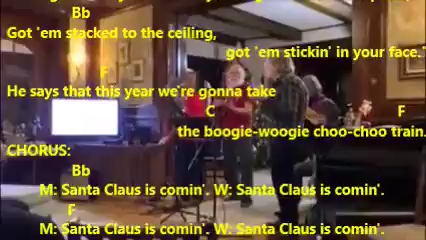 Bb
Got 'em stacked to the ceiling,
got 'em stickin' in your face."
F
He says that this year we're gonna take
C F
the boogie-woogie choo-choo train.
CHORUS:
Bb
M: Santa Claus is comin'. W: Santa Claus is comin'.
F
M: Santa Claus is comin'. W: Santa Claus is comin'.